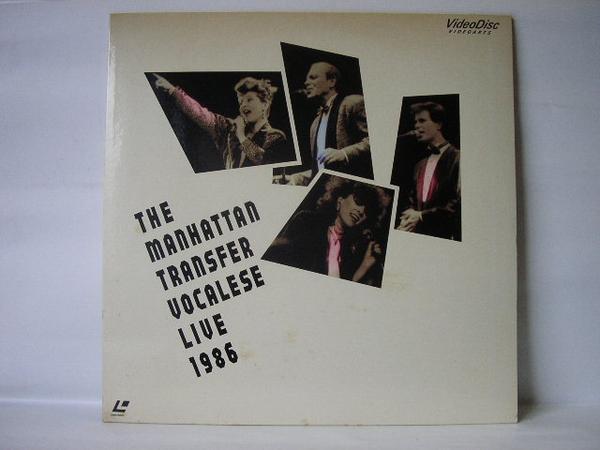 VideoDisc
VIDEOARTS
THE
MANHATTAN
TRANSFER
VOCALESE
LIVE
1986